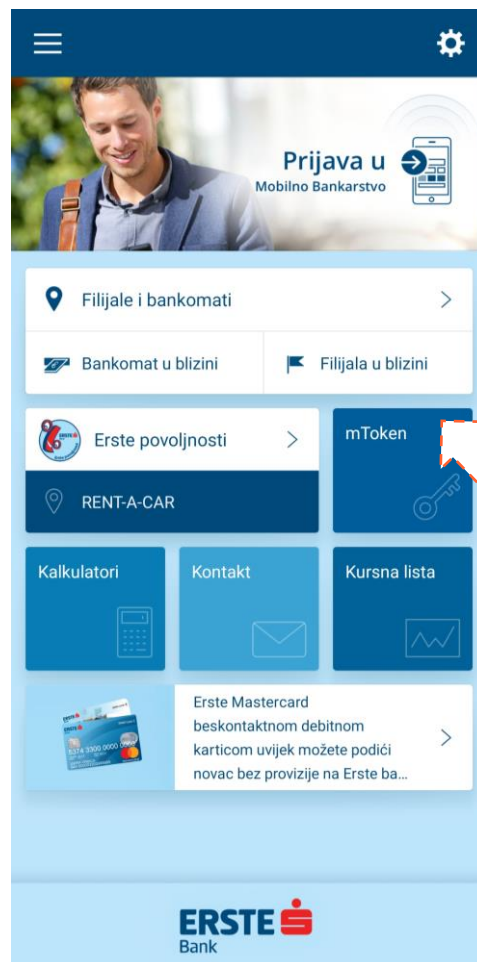 Prijava u
Mobilno Bankarstvo
Filijale i bankomati
Bankomat u blizini
Filijala u blizini
Erste povoljnosti
mToken
RENT-A-CAR
Kalkulatori
Kontakt
Kursna lista
Erste Mastercard
beskontaktnom debitnom
karticom uvijek možete podići
novac bez provizije na Erste ba...
ERSTE
Bank